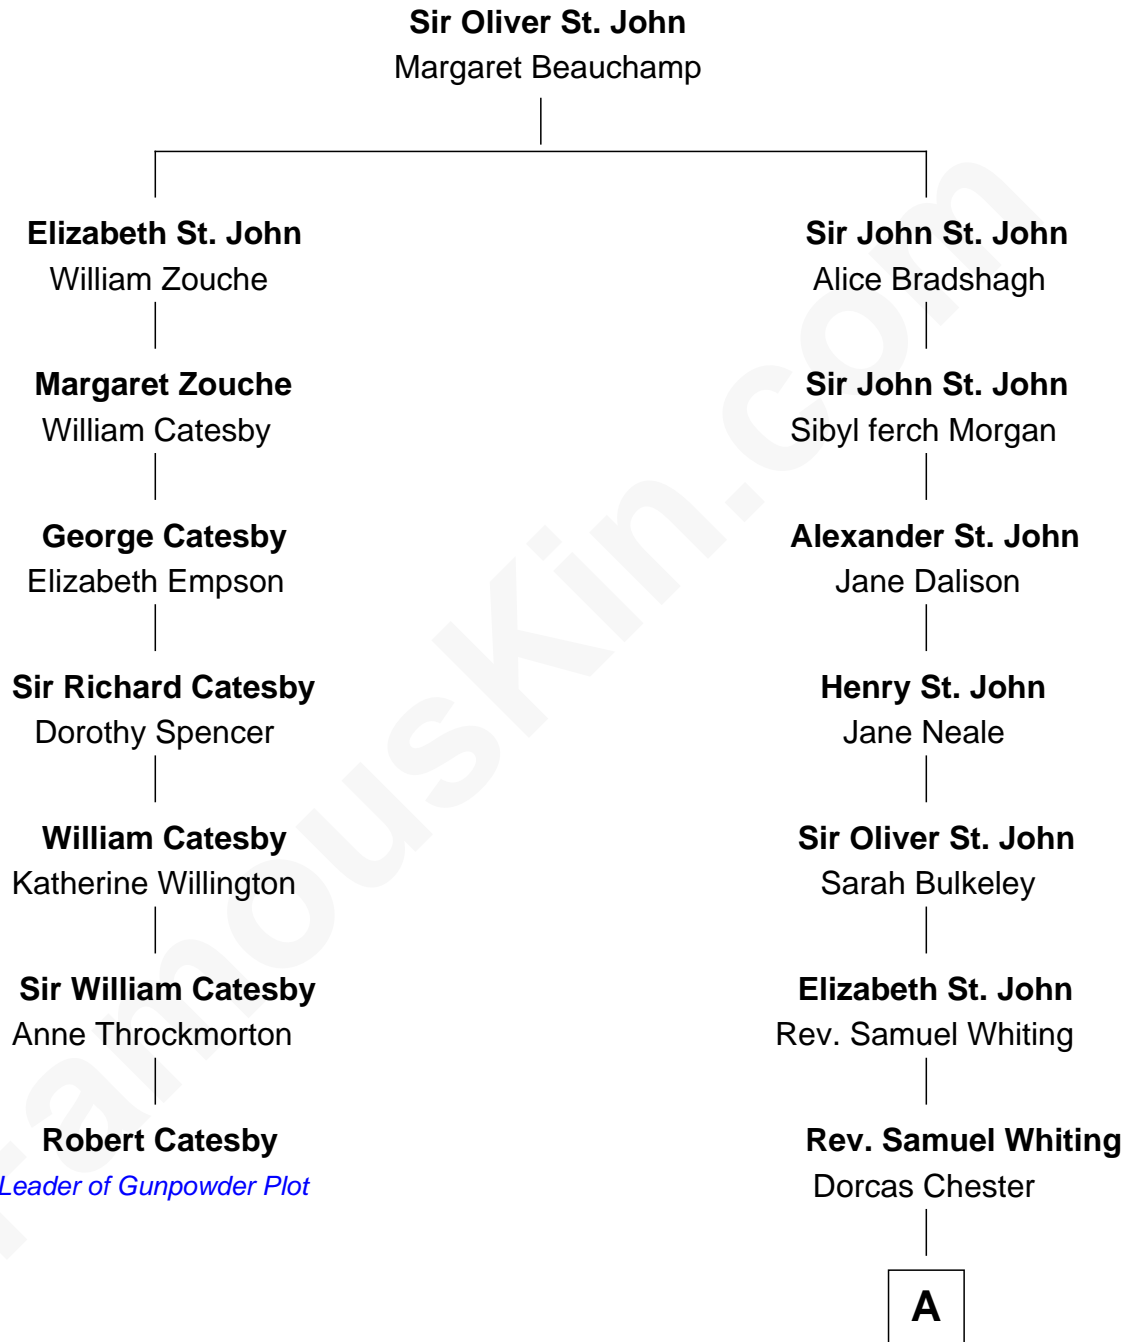 Sir Oliver St. John
Margaret Beauchamp
Elizabeth St. John
William Zouche
Sir John St. John
Alice Bradshagh
Margaret Zouche
William Catesby
Sir John St. John
Sibyl ferch Morgan
George Catesby
Elizabeth Empson
Alexander St. John
Jane Dalison
Sir Richard Catesby
Dorothy Spencer
Henry St. John
Jane Neale
William Catesby
Katherine Willington
Sir Oliver St. John
Sarah Bulkeley
Sir William Catesby
Anne Throckmorton
Elizabeth St. John
Rev. Samuel Whiting
Robert Catesby
Leader of Gunpowder Plot
Rev. Samuel Whiting
Dorcas Chester
A
FamousKin.com